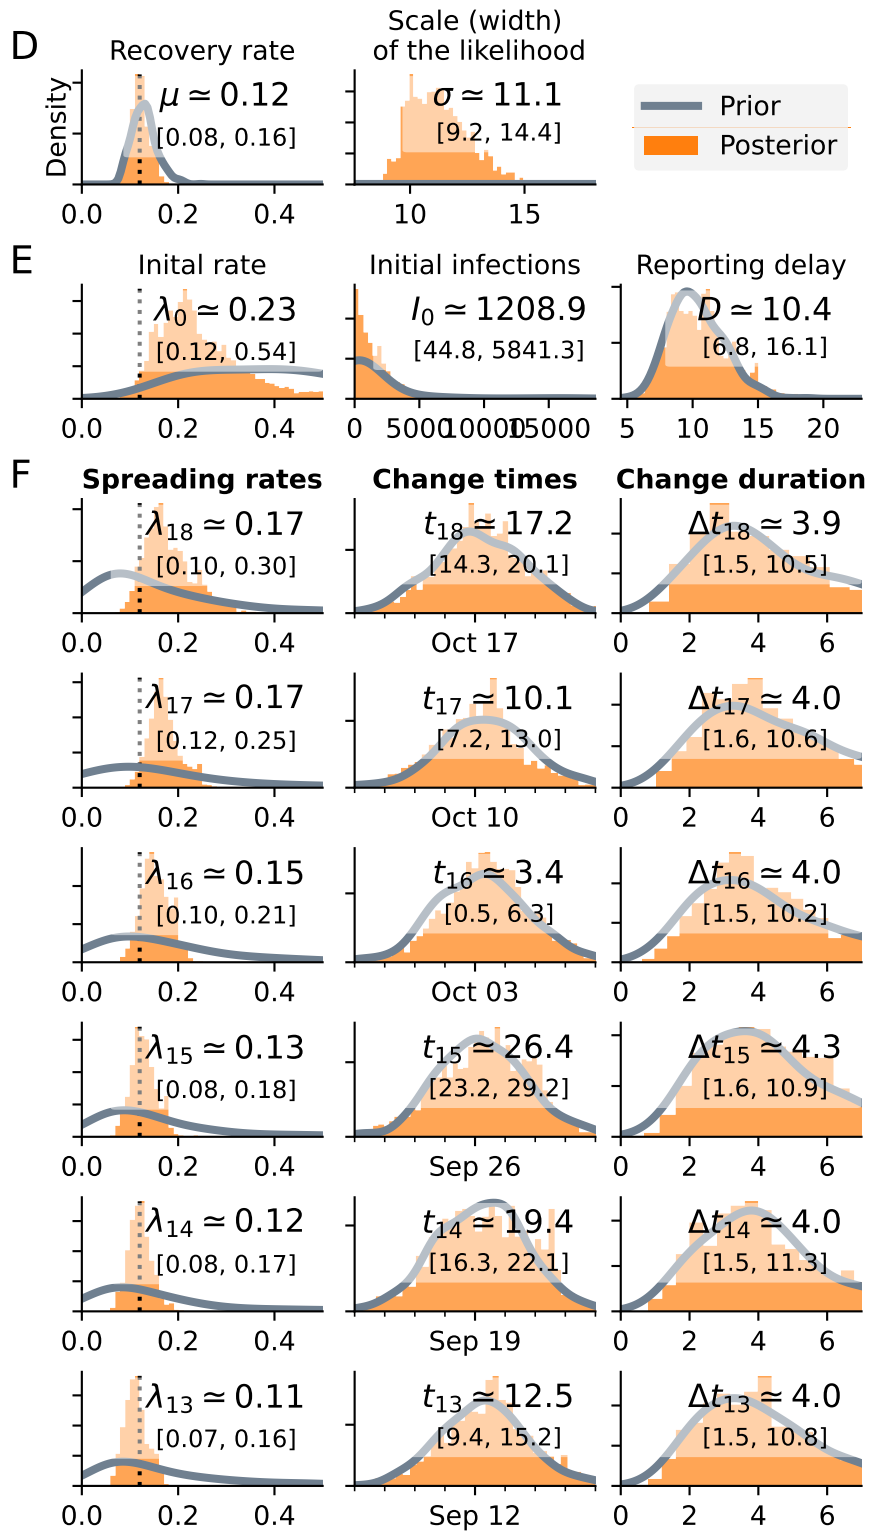 D
Recovery rate
Scale (width)
of the likelihood
Density
μ ≃ 0.12
[0.08, 0.16]
σ ≃ 11.1
[9.2, 14.4]
Prior
Posterior
0.0 0.2 0.4
10 15
E
Inital rate
Initial infections
Reporting delay
λ0 ≃ 0.23
[0.12, 0.54]
I0 ≃ 1208.9
[44.8, 5841.3]
D ≃ 10.4
[6.8, 16.1]
0.0 0.2 0.4
0 5000 10000 15000
5 10 15 20
F
Spreading rates
Change times
Change duration
λ18 ≃ 0.17
[0.10, 0.30]
t18 ≃ 17.2
[14.3, 20.1]
Δt18 ≃ 3.9
[1.5, 10.5]
0.0 0.2 0.4
Oct 17
0 2 4 6
λ17 ≃ 0.17
[0.12, 0.25]
t17 ≃ 10.1
[7.2, 13.0]
Δt17 ≃ 4.0
[1.6, 10.6]
0.0 0.2 0.4
Oct 10
0 2 4 6
λ16 ≃ 0.15
[0.10, 0.21]
t16 ≃ 3.4
[0.5, 6.3]
Δt16 ≃ 4.0
[1.5, 10.2]
0.0 0.2 0.4
Oct 03
0 2 4 6
λ15 ≃ 0.13
[0.08, 0.18]
t15 ≃ 26.4
[23.2, 29.2]
Δt15 ≃ 4.3
[1.6, 10.9]
0.0 0.2 0.4
Sep 26
0 2 4 6
λ14 ≃ 0.12
[0.08, 0.17]
t14 ≃ 19.4
[16.3, 22.1]
Δt14 ≃ 4.0
[1.5, 11.3]
0.0 0.2 0.4
Sep 19
0 2 4 6
λ13 ≃ 0.11
[0.07, 0.16]
t13 ≃ 12.5
[9.4, 15.2]
Δt13 ≃ 4.0
[1.5, 10.8]
0.0 0.2 0.4
Sep 12
0 2 4 6